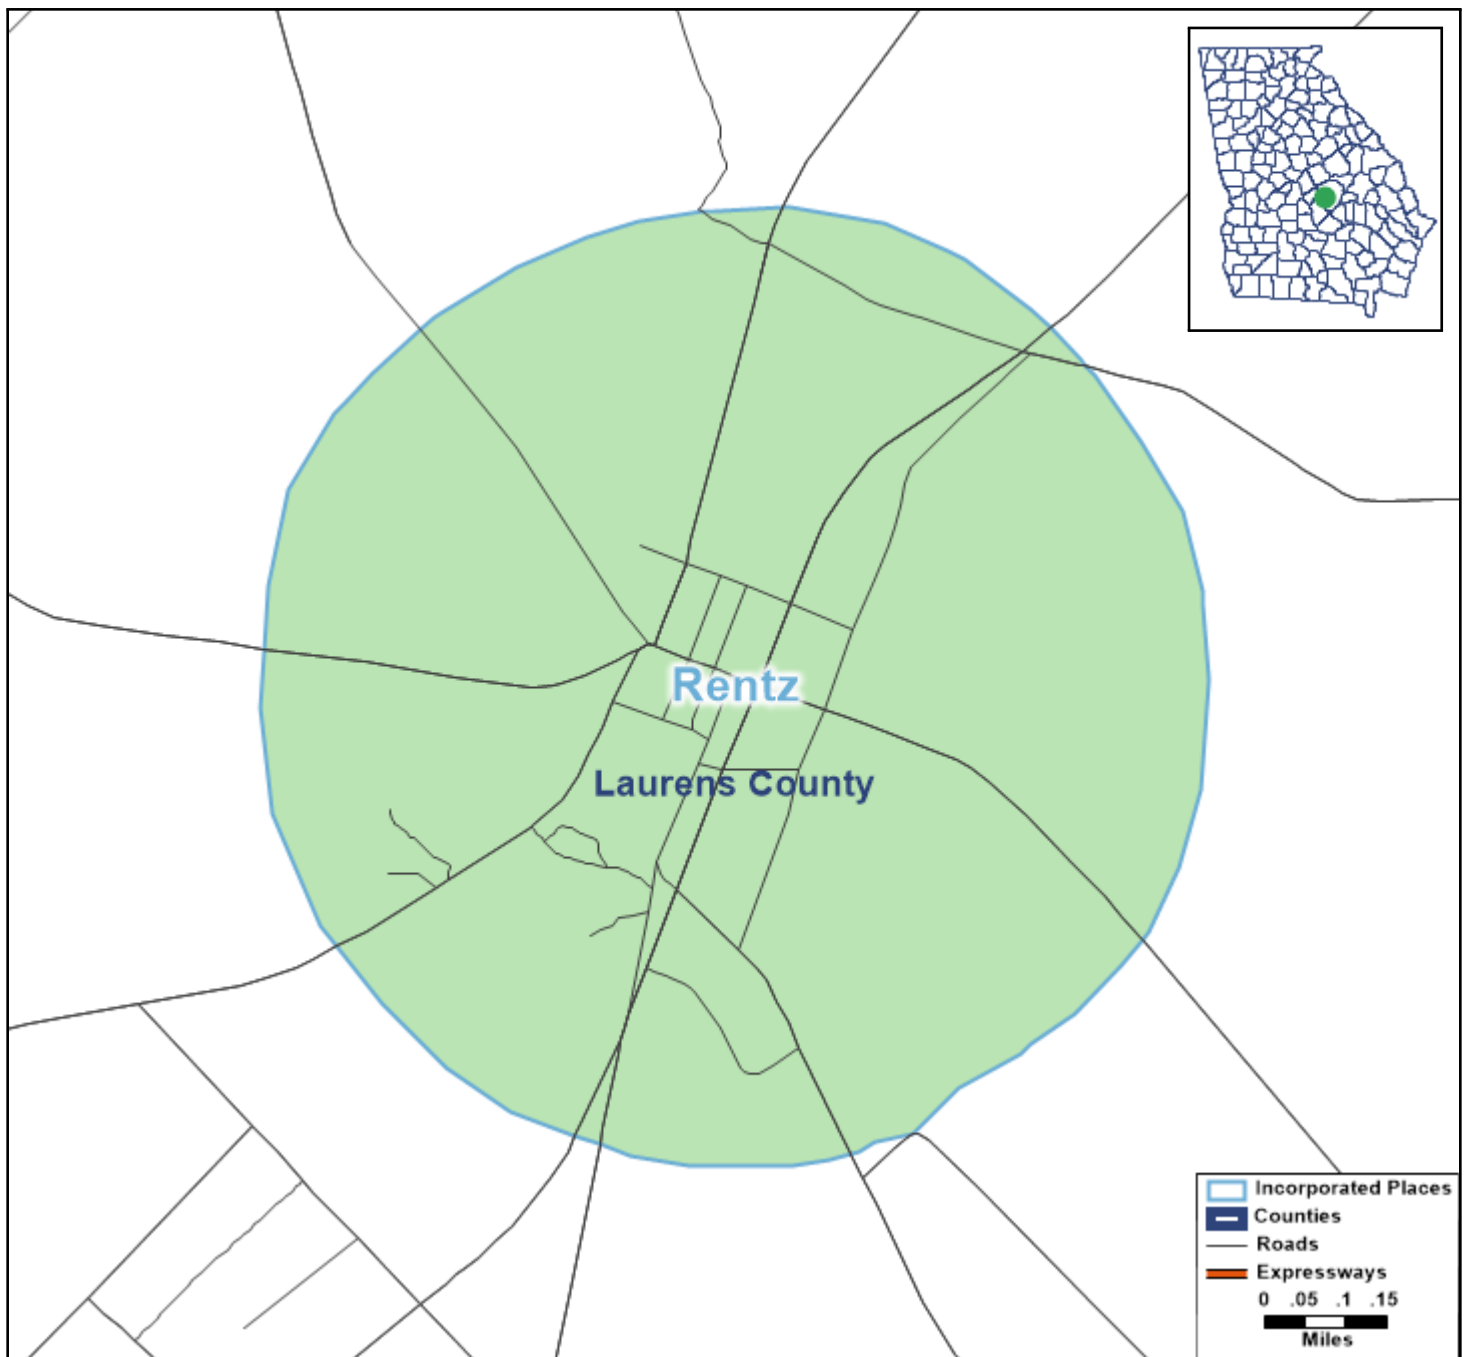 Rentz
Laurens County
Incorporated Places
Counties
Roads
Expressways
0 .05 .1 .15
Miles